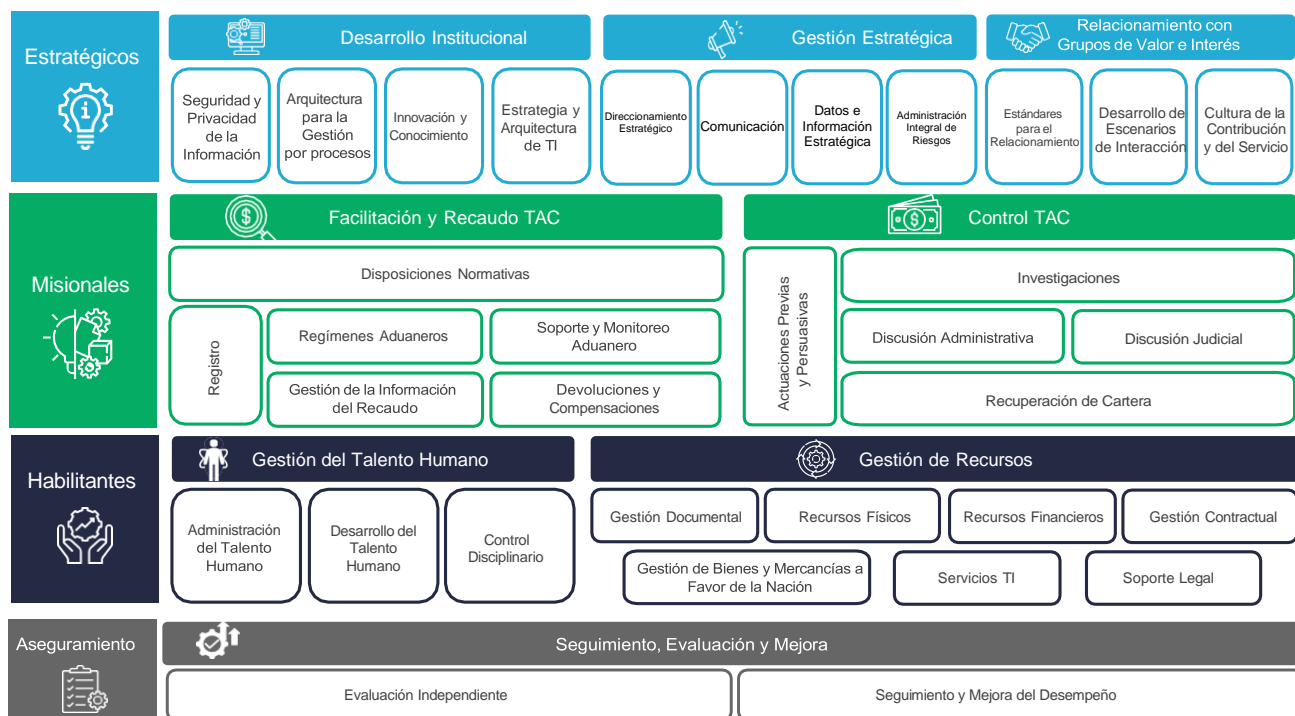 Estratégicos
Desarrollo Institucional
Seguridad y
Privacidad
de la
Información
Arquitectura
para la
Gestión
por procesos
Innovación y
Conocimiento
Estrategia y
Arquitectura
de TI
Gestión Estratégica
Direccionamiento
Estratégico
Comunicación
Datos e
Información
Estratégica
Administración
Integral de
Riesgos
Relacionamiento con
Grupos de Valor e Interés
Estándares
para el
Relacionamiento
Desarrollo de
Escenarios
de Interacción
Cultura de la
Contribución
y del Servicio
Misionales
Facilitación y Recaudo TAC
Disposiciones Normativas
Registro
Regímenes Aduaneros
Soporte y Monitoreo
Aduanero
Gestión de la Información
del Recaudo
Devoluciones y
Compensaciones
Control TAC
Actuaciones Previas
y Persuasivas
Investigaciones
Discusión Administrativa
Discusión Judicial
Recuperación de Cartera
Habilitantes
Gestión del Talento Humano
Administración
del Talento
Humano
Desarrollo del
Talento
Humano
Control
Disciplinario
Gestión de Recursos
Gestión Documental
Recursos Físicos
Recursos Financieros
Gestión Contractual
Gestión de Bienes y Mercancías a
Favor de la Nación
Servicios TI
Soporte Legal
Aseguramiento
Seguimiento, Evaluación y Mejora
Evaluación Independiente
Seguimiento y Mejora del Desempeño